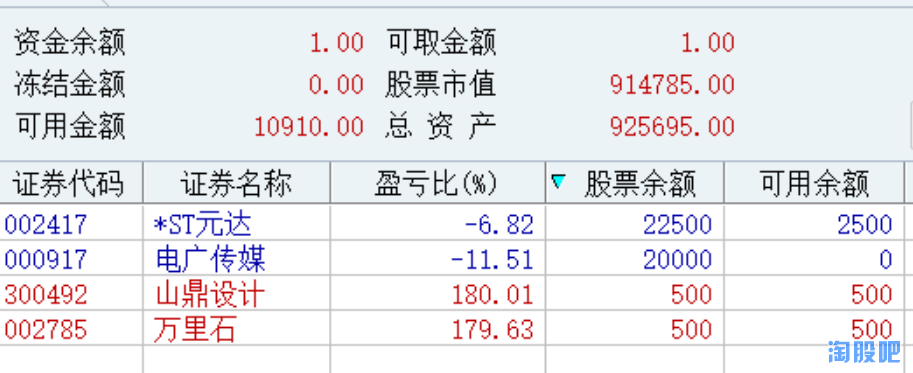 资金余额 1.00 可取金额 1.00
冻结金额 0.00 股票市值 914785.00
可用金额 10910.00 总 资 产 925695.00
证券代码 证券名称 盈亏比(%) 股票余额 可用余额
002417 *ST元达 -6.82 22500 2500
000917 电广传媒 -11.51 20000 0
300492 山鼎设计 180.01 500 500
002785 万里石 179.63 500 500
淘股吧